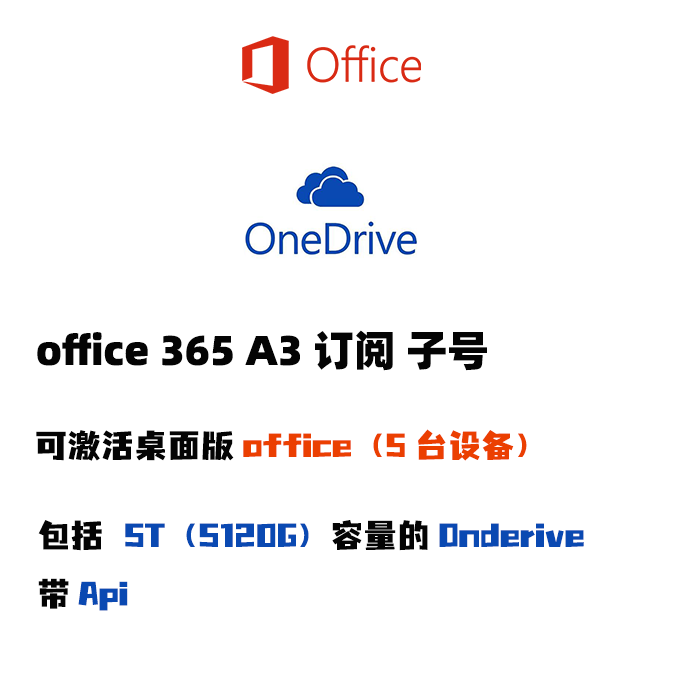 Office
OneDrive
office 365 A3 订阅 子号
可激活桌面版 office（5 台设备）
包括 5T（5120G）容量的 Onderive
带 Api